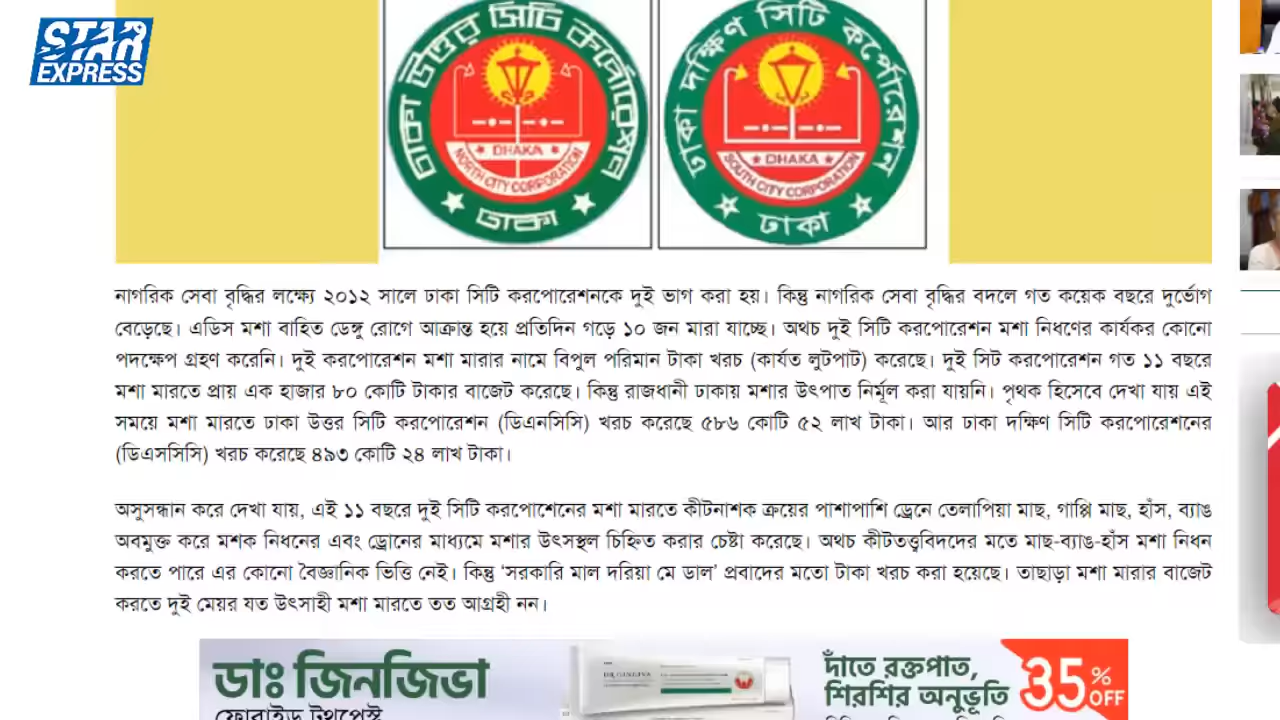 STAR
EXPRESS
ঢাকা উত্তর সিটি কর্পোরেশন
DHAKA
NORTH CITY CORPORATION
ঢাকা
ঢাকা দক্ষিণ সিটি কর্পোরেশন
DHAKA
SOUTH CITY CORPORATION
ঢাকা
নাগরিক সেবা বৃদ্ধির লক্ষ্যে ২০১২ সালে ঢাকা সিটি করপোরেশনকে দুই ভাগ করা হয়। কিন্তু নাগরিক সেবা বৃদ্ধির বদলে গত কয়েক বছরে দুর্ভোগ
বেড়েছে। এডিস মশা বাহিত ডেঙ্গু রোগে আক্রান্ত হয়ে প্রতিদিন গড়ে ১০ জন মারা যাচ্ছে। অথচ দুই সিটি করপোরেশন মশা নিধণের কার্যকর কোনো
পদক্ষেপ গ্রহণ করেনি। দুই করপোরেশন মশা মারার নামে বিপুল পরিমান টাকা খরচ (কার্যত লুটপাট) করেছে। দুই সিট করপোরেশন গত ১১ বছরে
মশা মারতে প্রায় এক হাজার ৮০ কোটি টাকার বাজেট করেছে। কিন্তু রাজধানী ঢাকায় মশার উৎপাত নির্মূল করা যায়নি। পৃথক হিসেবে দেখা যায় এই
সময়ে মশা মারতে ঢাকা উত্তর সিটি করপোরেশন (ডিএনসিসি) খরচ করেছে ৫৮৬ কোটি ৫২ লাখ টাকা। আর ঢাকা দক্ষিণ সিটি করপোরেশনের
(ডিএসসিসি) খরচ করেছে ৪৯৩ কোটি ২৪ লাখ টাকা।
অসুসন্ধান করে দেখা যায়, এই ১১ বছরে দুই সিটি করপোশেনের মশা মারতে কীটনাশক ক্রয়ের পাশাপাশি ড্রেনে তেলাপিয়া মাছ, গাপ্পি মাছ, হাঁস, ব্যাঙ
অবমুক্ত করে মশক নিধনের এবং ড্রোনের মাধ্যমে মশার উৎসস্থল চিহ্নিত করার চেষ্টা করেছে। অথচ কীটতত্ত্ববিদদের মতে মাছ-ব্যাঙ-হাঁস মশা নিধন
করতে পারে এর কোনো বৈজ্ঞানিক ভিত্তি নেই। কিন্তু ‘সরকারি মাল দরিয়া মে ডাল’ প্রবাদের মতো টাকা খরচ করা হয়েছে। তাছাড়া মশা মারার বাজেট
করতে দুই মেয়র যত উৎসাহী মশা মারতে তত আগ্রহী নন।
ডাঃ জিনজিভা
ফ্লোরাইড টুথপেস্ট
DR. GINGIVA
দাঁতে রক্তপাত,
শিরশির অনুভূতি
35% OFF